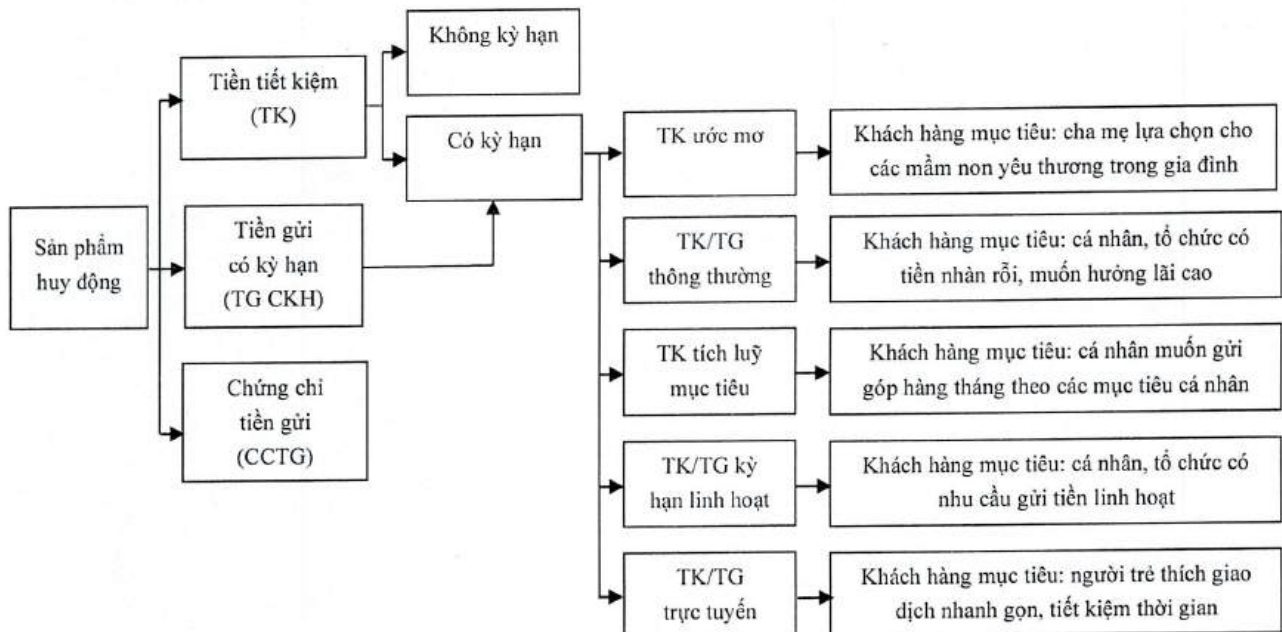 Không kỳ hạn
Tiền tiết kiệm
(TK)
Có kỳ hạn
TK ước mơ
Khách hàng mục tiêu: cha mẹ lựa chọn cho
các mầm non yêu thương trong gia đình
Sản phẩm
huy động
Tiền gửi
có kỳ hạn
(TG CKH)
TK/TG
thông thường
Khách hàng mục tiêu: cá nhân, tổ chức có
tiền nhàn rỗi, muốn hưởng lãi cao
Chứng chỉ
tiền gửi
(CCTG)
TK tích luỹ
mục tiêu
Khách hàng mục tiêu: cá nhân muốn gửi
góp hàng tháng theo các mục tiêu cá nhân
TK/TG kỳ
hạn linh hoạt
Khách hàng mục tiêu: cá nhân, tổ chức có
nhu cầu gửi tiền linh hoạt
TK/TG
trực tuyến
Khách hàng mục tiêu: người trẻ thích giao
dịch nhanh gọn, tiết kiệm thời gian